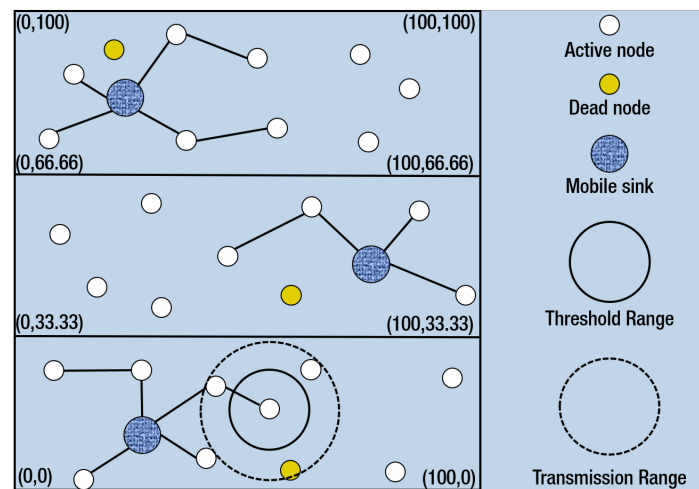 (0,100)
(100,100)
(0,66.66)
(100,66.66)
(0,33.33)
(100,33.33)
(0,0)
(100,0)
Active node
Dead node
Mobile sink
Threshold Range
Transmission Range